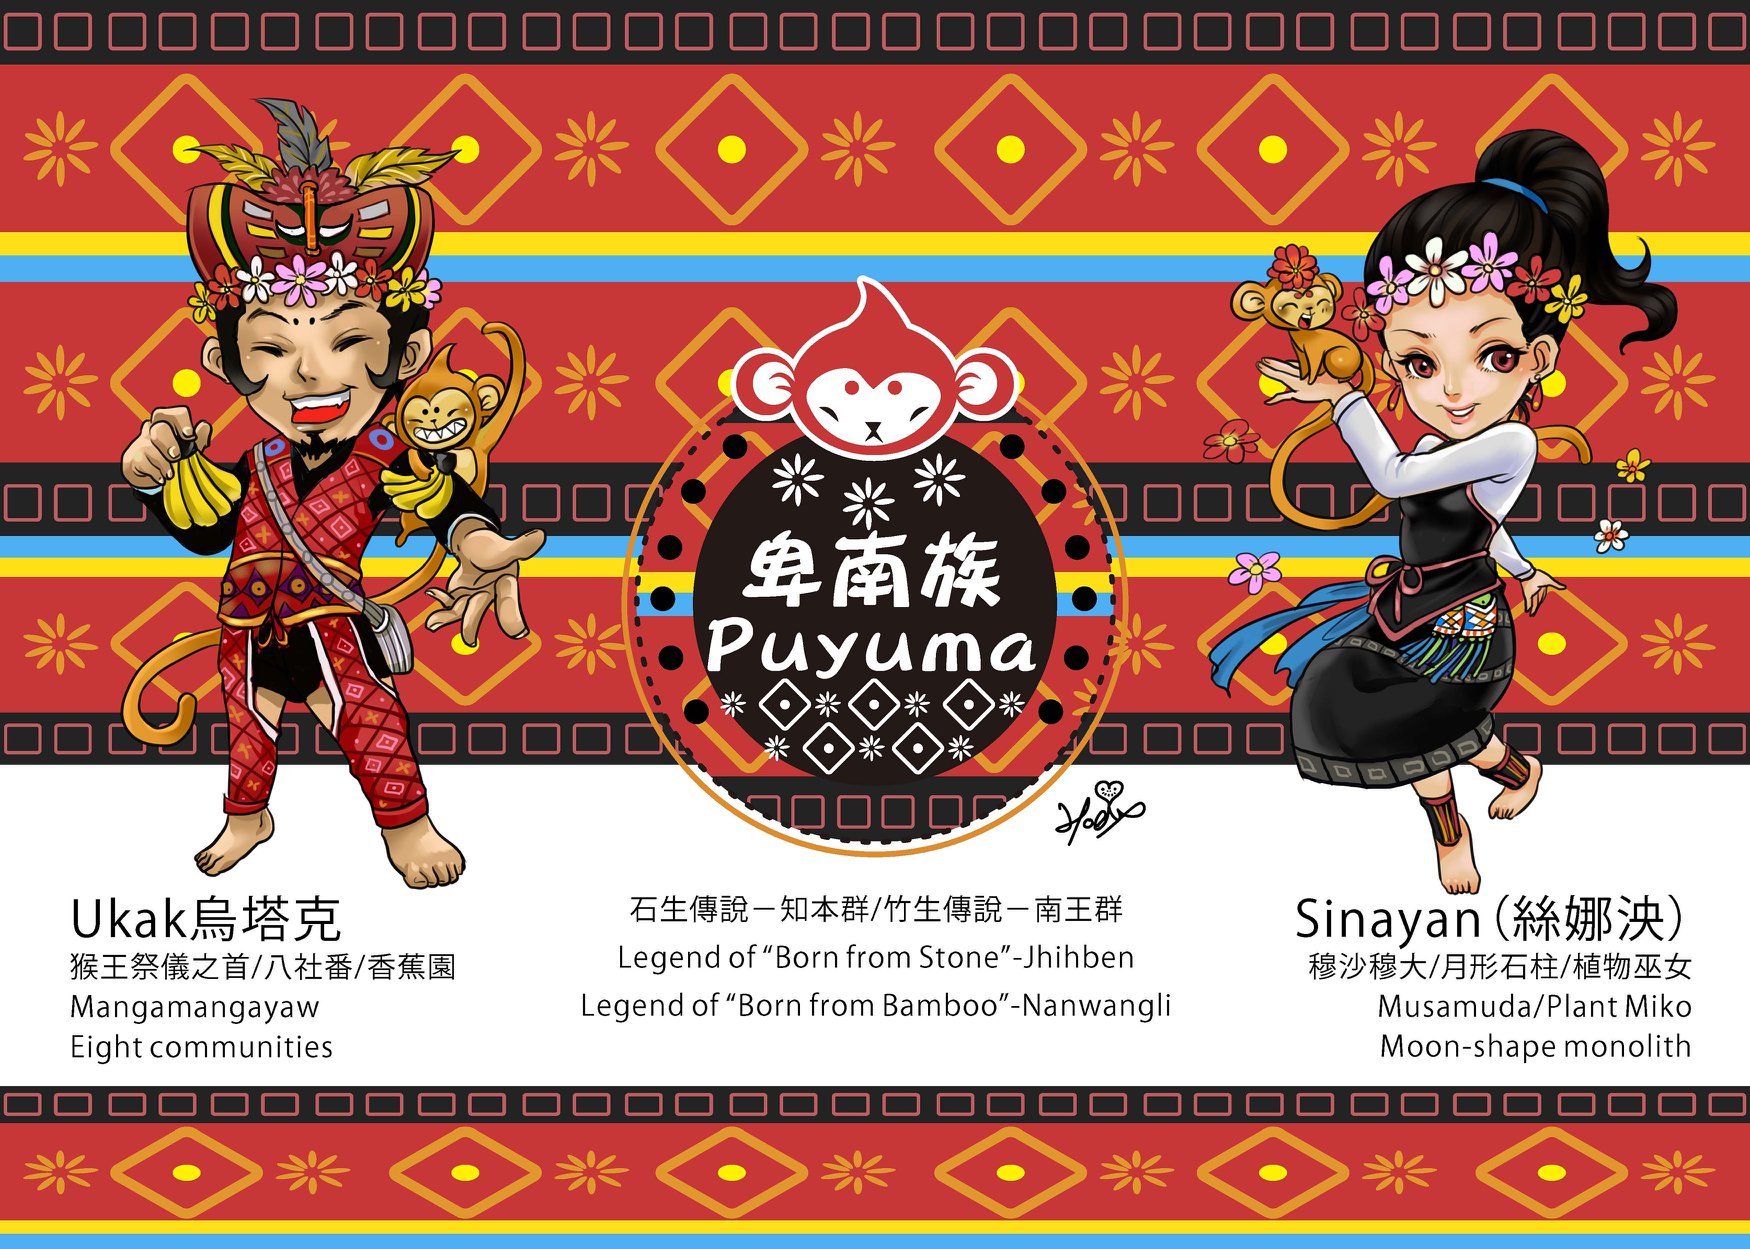 卑南族
Puyuma
Ukak烏塔克
猴王祭儀之首/八社番/香蕉園
Mangamangayaw
Eight communities
石生傳說－知本群/竹生傳說－南王群
Legend of “Born from Stone”-Jhihben
Legend of “Born from Bamboo”-Nanwangli
Sinayan（絲娜泱）
穆沙穆大/月形石柱/植物巫女
Musamuda/Plant Miko
Moon-shape monolith